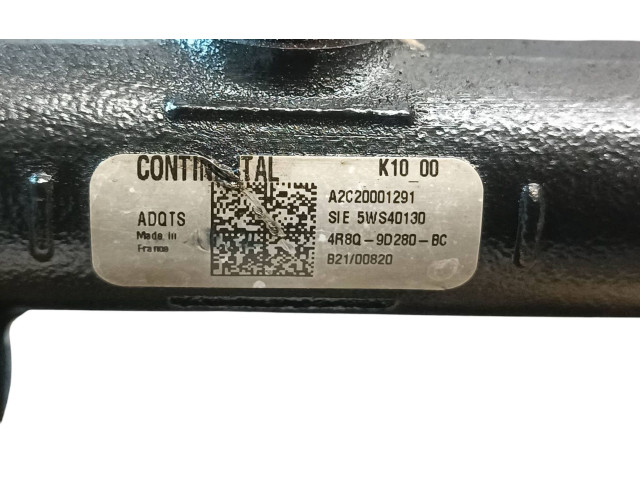 CONTINENTAL K10_00
A2C20001291
ADQTS SIE 5WS40130
Made in 4R8Q-9D280-BC
France B21/00820